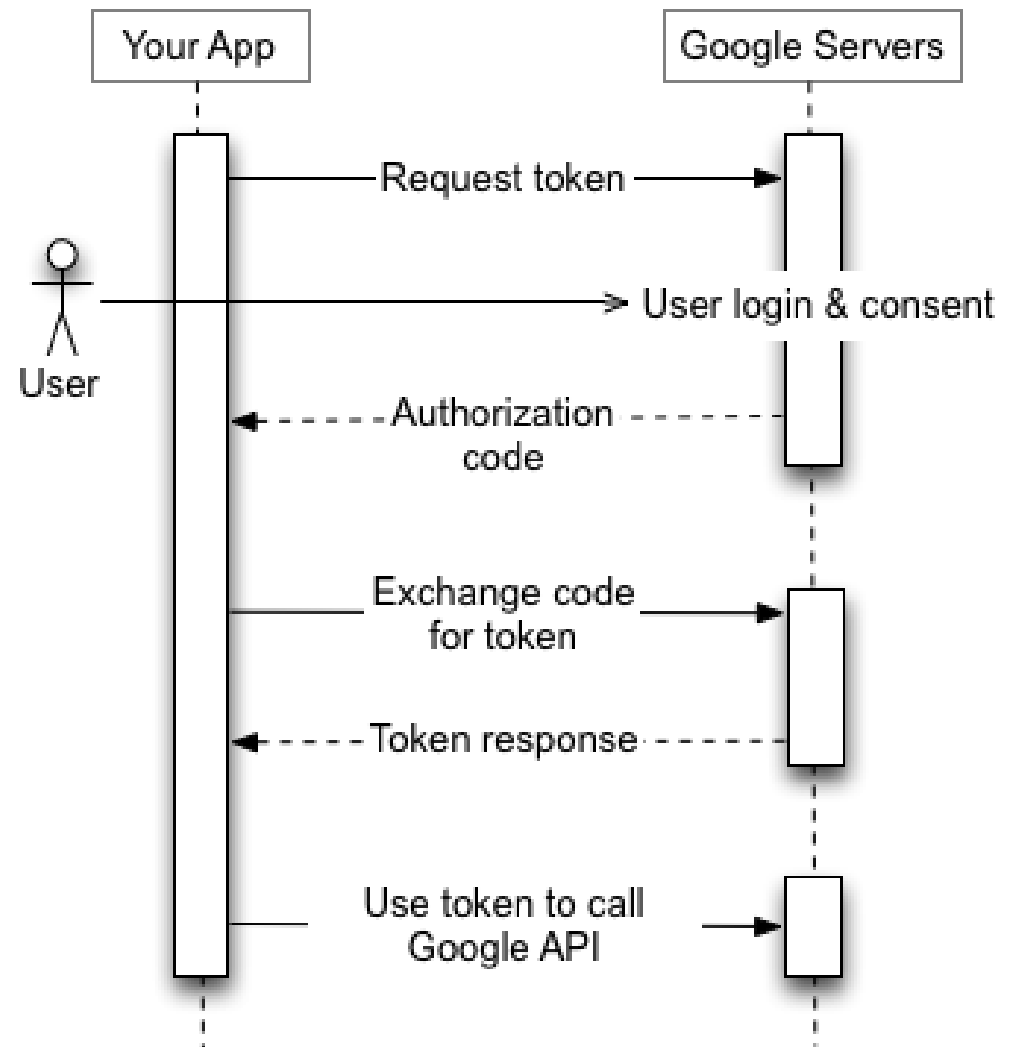 Your App
Google Servers
Request token
User login & consent
User
Authorization
code
Exchange code
for token
Token response
Use token to call
Google API